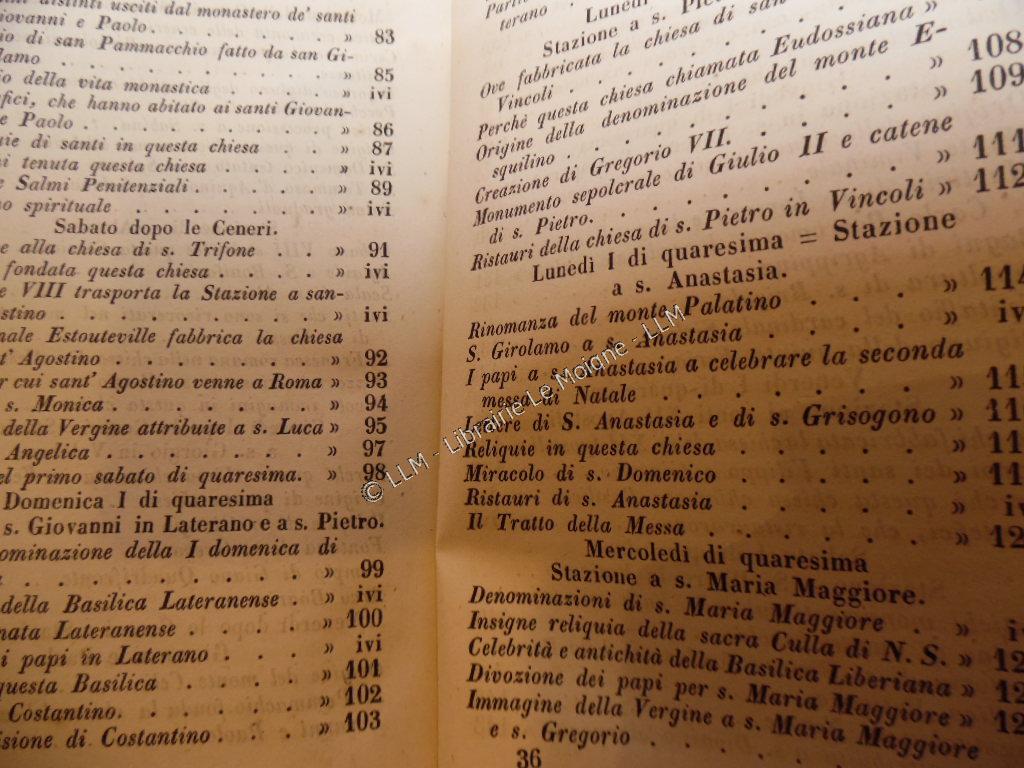 distinti usciti dal monastero de' santi
Giovanni e Paolo. . . . . . . . » 83
di san Pammacchio fatto da san Gi-
. . . . . . . . » 85
della vita monastica . . . . » ivi
che hanno abitato ai santi Giovan-
e Paolo . . . . . . . . » 86
di santi in questa chiesa . . » 87
tenuta questa chiesa . . . . » ivi
Salmi Penitenziali . . . . . » 89
spirituale . . . . . . . » ivi
Sabato dopo le Ceneri.
alla chiesa di s. Trifone . . » 91
fondata questa chiesa . . . . » ivi
VIII trasporta la Stazione a san-
. . . . . . . . » ivi
Estouteville fabbrica la chiesa
Agostino . . . . . . . » 92
cui sant' Agostino venne a Roma » 93
s. Monica . . . . . . . » 94
della Vergine attribuite a s. Luca » 95
Angelica . . . . . . . » 97
primo sabato di quaresima. » 98
Domenica I di quaresima
s. Giovanni in Laterano e a s. Pietro.
della I domenica di
. . . . . . . . » 99
della Basilica Lateranense . » ivi
Lateranense . . . . . » 100
papi in Laterano . . . . » ivi
questa Basilica . . . . . » 101
Costantino. . . . . . . » 102
di Costantino . . . . » 103
terano . . . . .
Lunedì
Stazione a s.
Ove fabbricata la chiesa di
Vincoli . . . . . . . »
Perchè questa chiesa chiamata Eudossiana » 108
Origine della denominazione del monte E-
squilino . . . . . . . » 109
Creazione di Gregorio VII. . . . . »
Monumento sepolcrale di Giulio II e catene
di s. Pietro. . . . . . . » 111
Ristauri della chiesa di s. Pietro in Vincoli » 112
Lunedì I di quaresima = Stazione
a s. Anastasia.
Rinomanza del monte Palatino . . . » 114
S. Girolamo a s. Anastasia . . . »
I papi a s. Anastasia a celebrare la seconda
messa di Natale . . . . . . »
Lettere di S. Anastasia e di s. Grisogono »
Reliquie in questa chiesa . . . . »
Miracolo di s. Domenico . . . . »
Ristauri di s. Anastasia . . . . »
Il Tratto della Messa . . . . . »
Mercoledì di quaresima
Stazione a s. Maria Maggiore.
Denominazioni di s. Maria Maggiore . »
Insigne reliquia della sacra Culla di N. S. »
Celebrità e antichità della Basilica Liberiana »
Divozione dei papi per s. Maria Maggiore »
Immagine della Vergine a s. Maria Maggiore
e s. Gregorio . . . . .
36
© LLM - Librairie Le Moigne - LLM